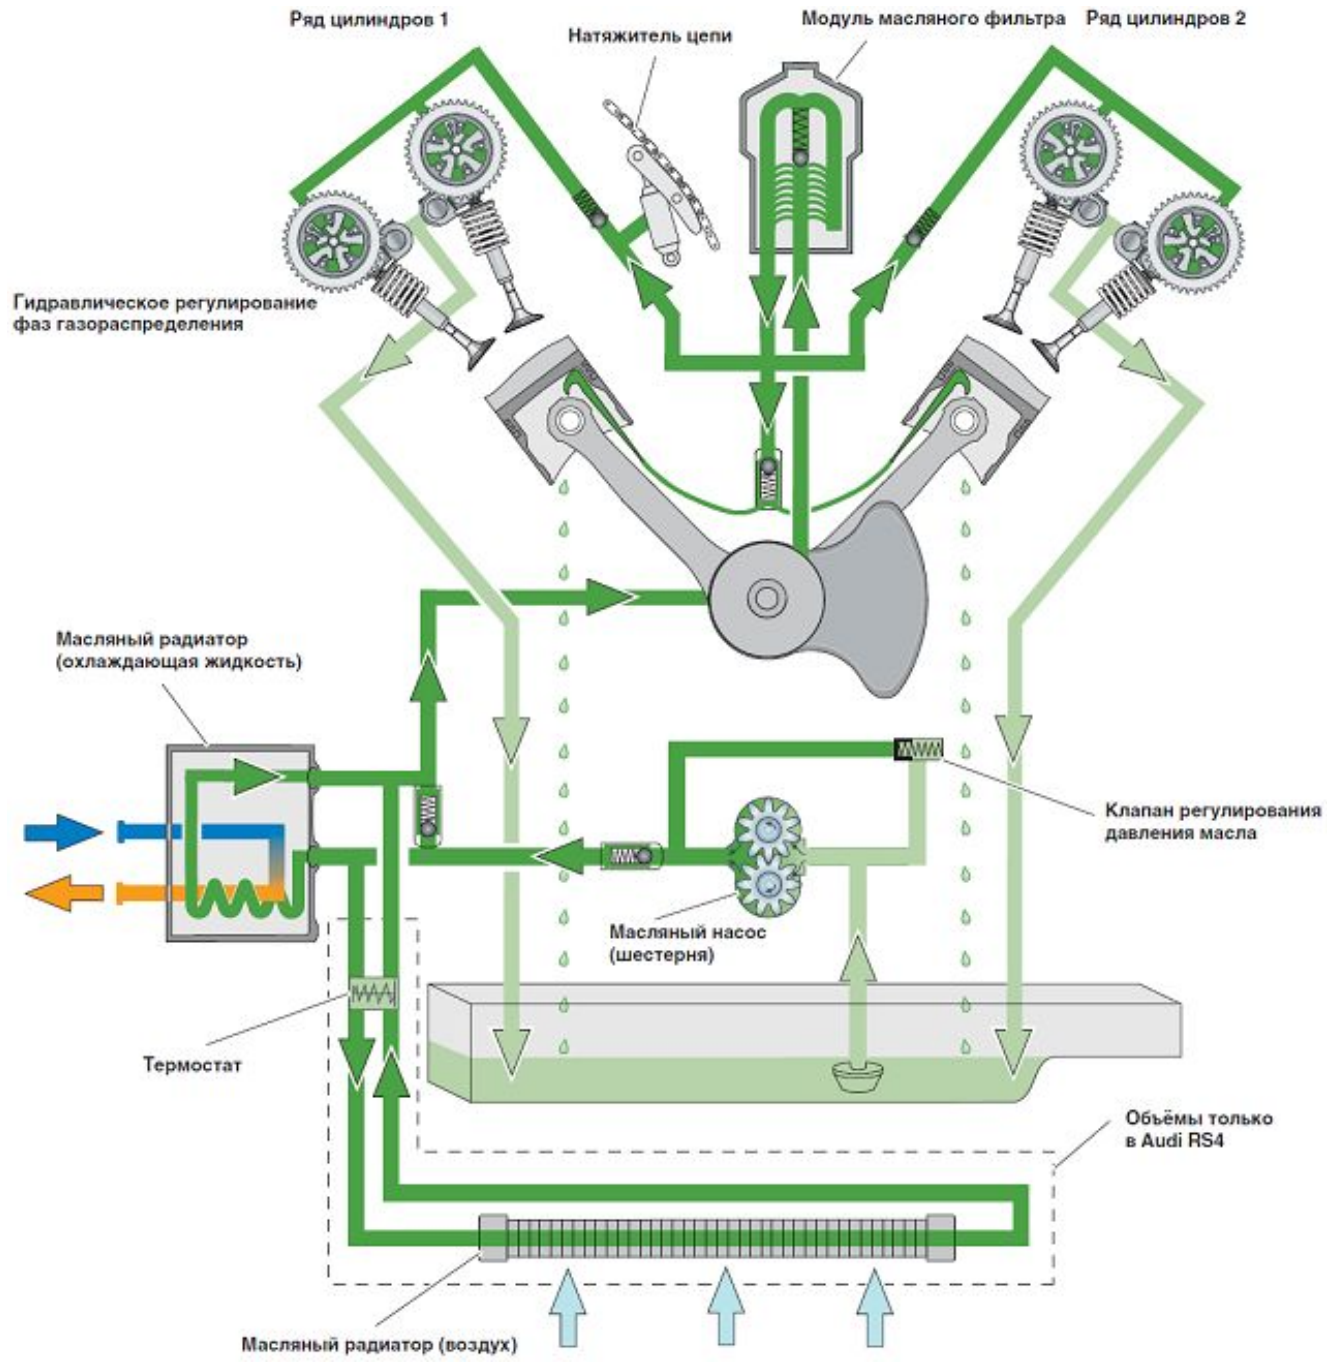 Ряд цилиндров 1
Модуль масляного фильтра
Ряд цилиндров 2
Натяжитель цепи
Гидравлическое регулирование
фаз газораспределения
Масляный радиатор
(охлаждающая жидкость)
Клапан регулирования
давления масла
Масляный насос
(шестерня)
Термостат
Объёмы только
в Audi RS4
Масляный радиатор (воздух)